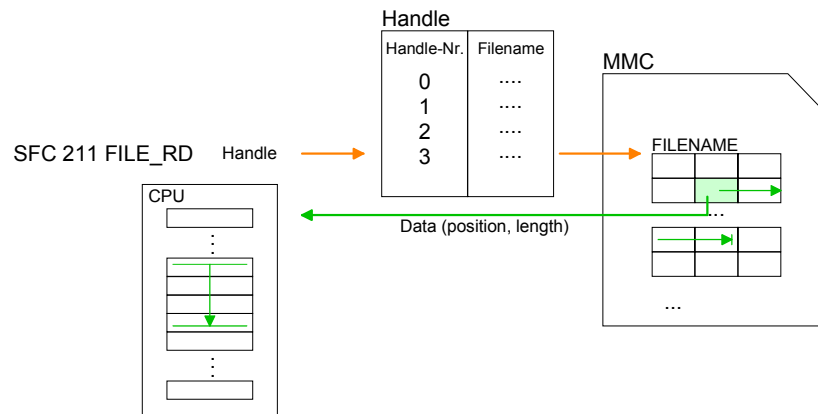 Handle
Handle-Nr. Filename
0 ....
1 ....
2 ....
3 ....
MMC
SFC 211 FILE_RD Handle
FILENAME
...
...
CPU
Data (position, length)